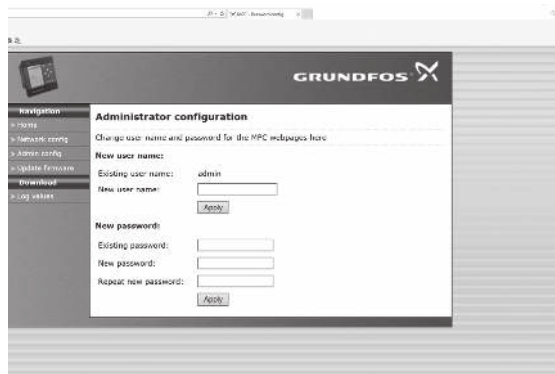 GRUNDFOS
Navigation
> Home
> Network config
> Admin config
> Update firmware
Download
> Log values
Administrator configuration
Change user name and password for the MPC webpages here
New user name:
Existing user name: admin
New user name:
Apply
New password:
Existing password:
New password:
Repeat new password:
Apply